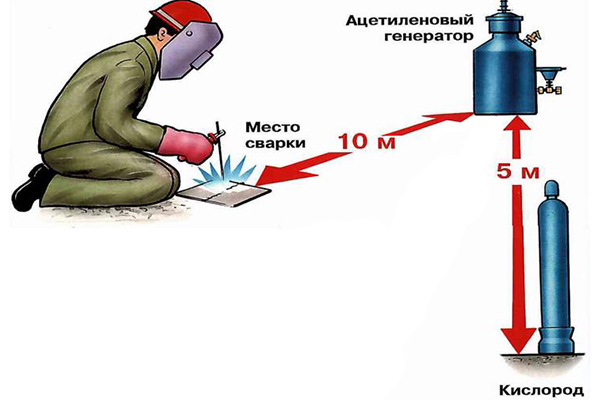 Ацетиленовый
генератор
Место
сварки
10 м
5 м
Кислород